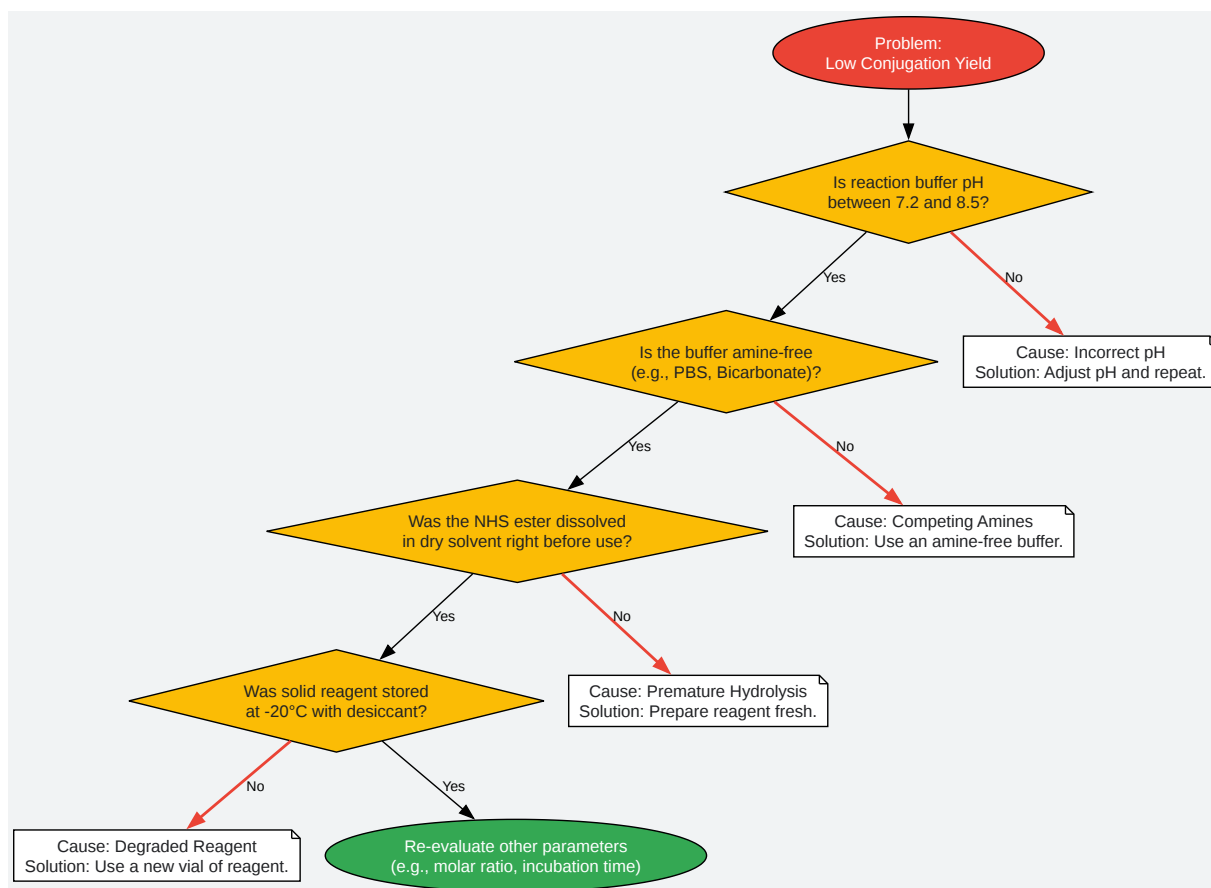 Problem:
Low Conjugation Yield
Is reaction buffer pH
between 7.2 and 8.5?
Yes
No
Is the buffer amine-free
(e.g., PBS, Bicarbonate)?
Cause: Incorrect pH
Solution: Adjust pH and repeat.
Yes
No
Was the NHS ester dissolved
in dry solvent right before use?
Cause: Competing Amines
Solution: Use an amine-free buffer.
Yes
No
Was solid reagent stored
at -20°C with desiccant?
Cause: Premature Hydrolysis
Solution: Prepare reagent fresh.
No
Yes
Cause: Degraded Reagent
Solution: Use a new vial of reagent.
Re-evaluate other parameters
(e.g., molar ratio, incubation time)